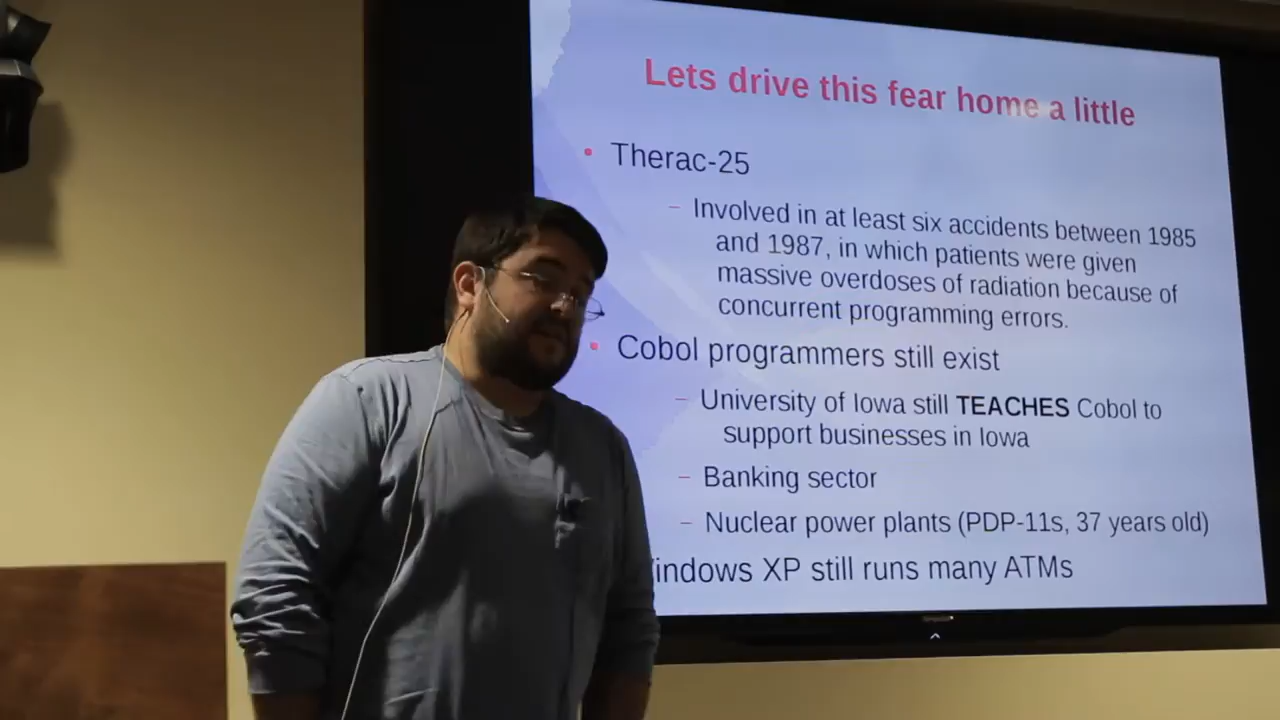 Lets drive this fear home a little
• Therac-25
– Involved in at least six accidents between 1985
and 1987, in which patients were given
massive overdoses of radiation because of
concurrent programming errors.
• Cobol programmers still exist
– University of Iowa still TEACHES Cobol to
support businesses in Iowa
– Banking sector
– Nuclear power plants (PDP-11s, 37 years old)
indows XP still runs many ATMs